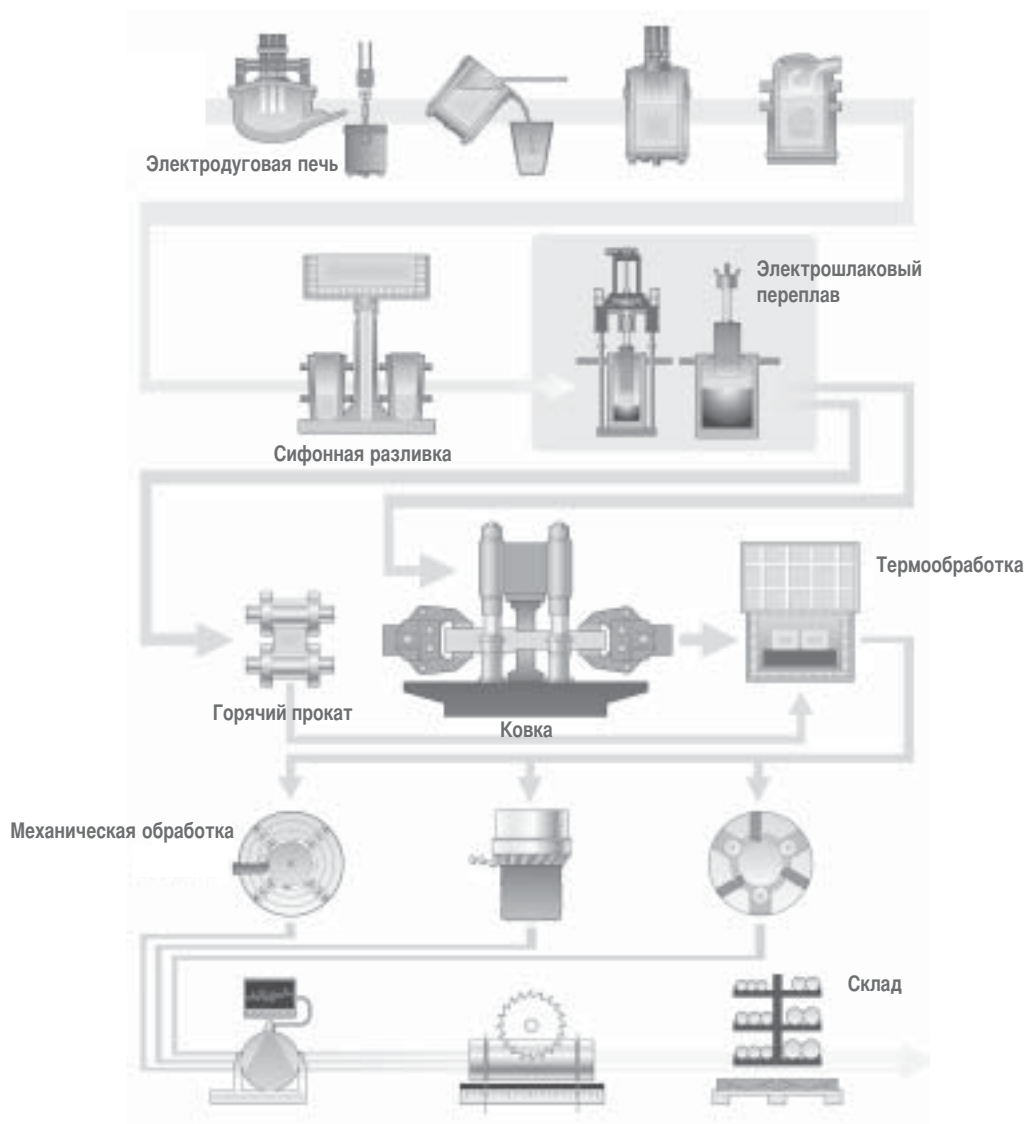 Электродуговая печь
Электрошлаковый
переплав
Сифонная разливка
Термообработка
Горячий прокат
Ковка
Механическая обработка
Склад